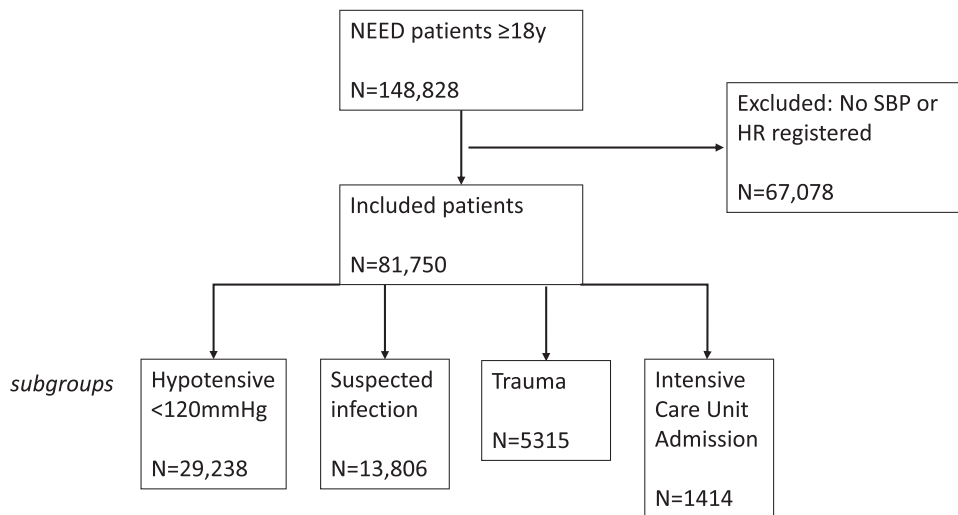 NEED patients ≥18y
N=148,828
Excluded: No SBP or
HR registered
N=67,078
Included patients
N=81,750
subgroups
Hypotensive
<120mmHg
N=29,238
Suspected
infection
N=13,806
Trauma
N=5315
Intensive
Care Unit
Admission
N=1414